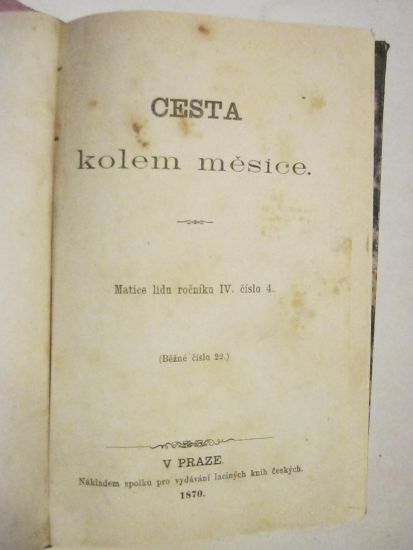 CESTA
kolem měsíce.
Matice lidu ročníku IV. číslo 4.
(Běžné číslo 22.)
V PRAZE.
Nákladem spolku pro vydávání laciných knih českých.
1870.